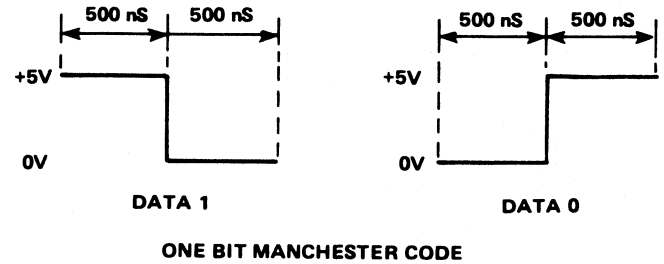 500 nS 500 nS 500 nS 500 nS
+5V +5V
0V 0V
DATA 1 DATA 0
ONE BIT MANCHESTER CODE